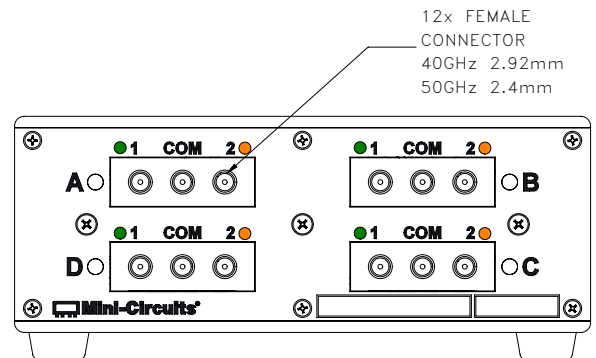 12x FEMALE
CONNECTOR
40GHz 2.92mm
50GHz 2.4mm
1 COM 2
1 COM 2
A
B
1 COM 2
1 COM 2
D
C
Mini-Circuits®